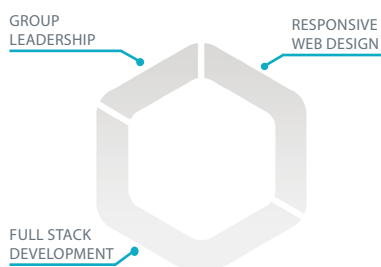 GROUP
LEADERSHIP
RESPONSIVE
WEB DESIGN
FULL STACK
DEVELOPMENT